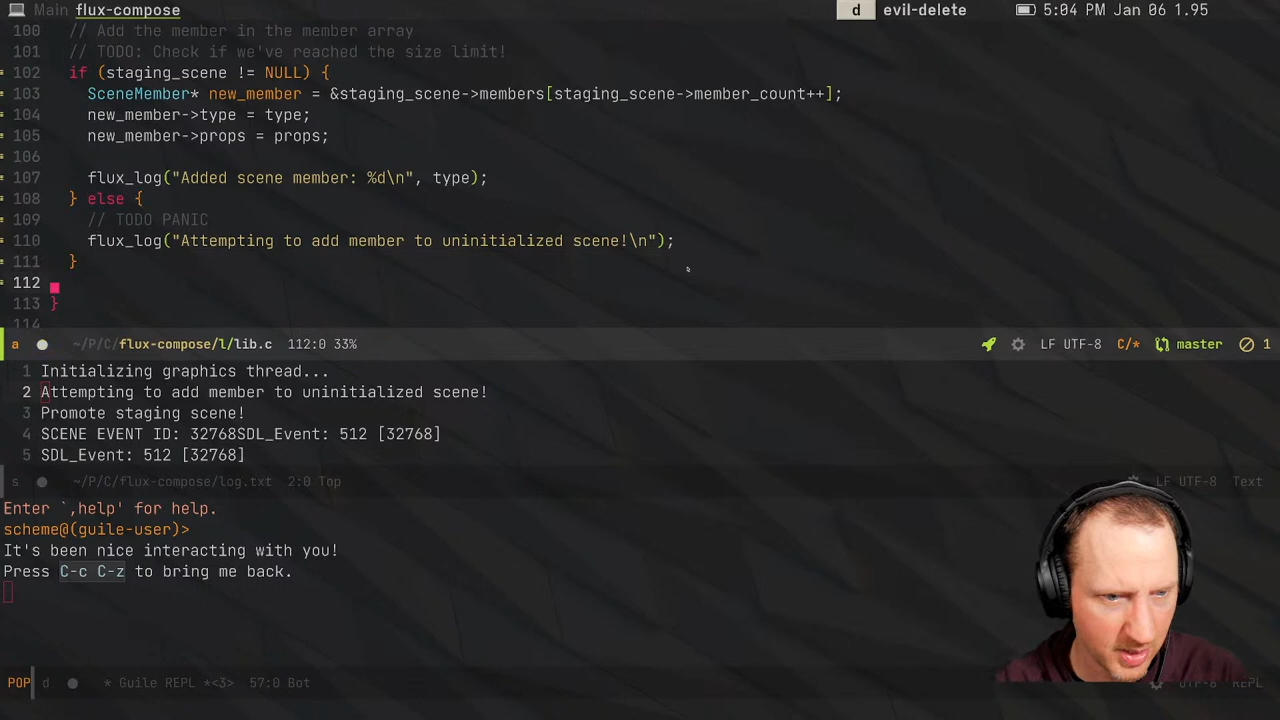 Main flux-compose
d evil-delete
5:04 PM Jan 06 1.95
100 // Add the member in the member array
101 // TODO: Check if we've reached the size limit!
102 if (staging_scene != NULL) {
103 SceneMember* new_member = &staging_scene->members[staging_scene->member_count++];
104 new_member->type = type;
105 new_member->props = props;
106
107 flux_log("Added scene member: %d\n", type);
108 } else {
109 // TODO PANIC
110 flux_log("Attempting to add member to uninitialized scene!\n");
111 }
112
113 }
114
a ~/P/C/flux-compose/l/lib.c 112:0 33% LF UTF-8 C/* master 1
1 Initializing graphics thread...
2 Attempting to add member to uninitialized scene!
3 Promote staging scene!
4 SCENE EVENT ID: 32768SDL_Event: 512 [32768]
5 SDL_Event: 512 [32768]
s ~/P/C/flux-compose/log.txt 2:0 Top LF UTF-8 Text
Enter `,help' for help.
scheme@(guile-user)>
It's been nice interacting with you!
Press C-c C-z to bring me back.
POP d * Guile REPL *<3> 57:0 Bot UTF-8 REPL